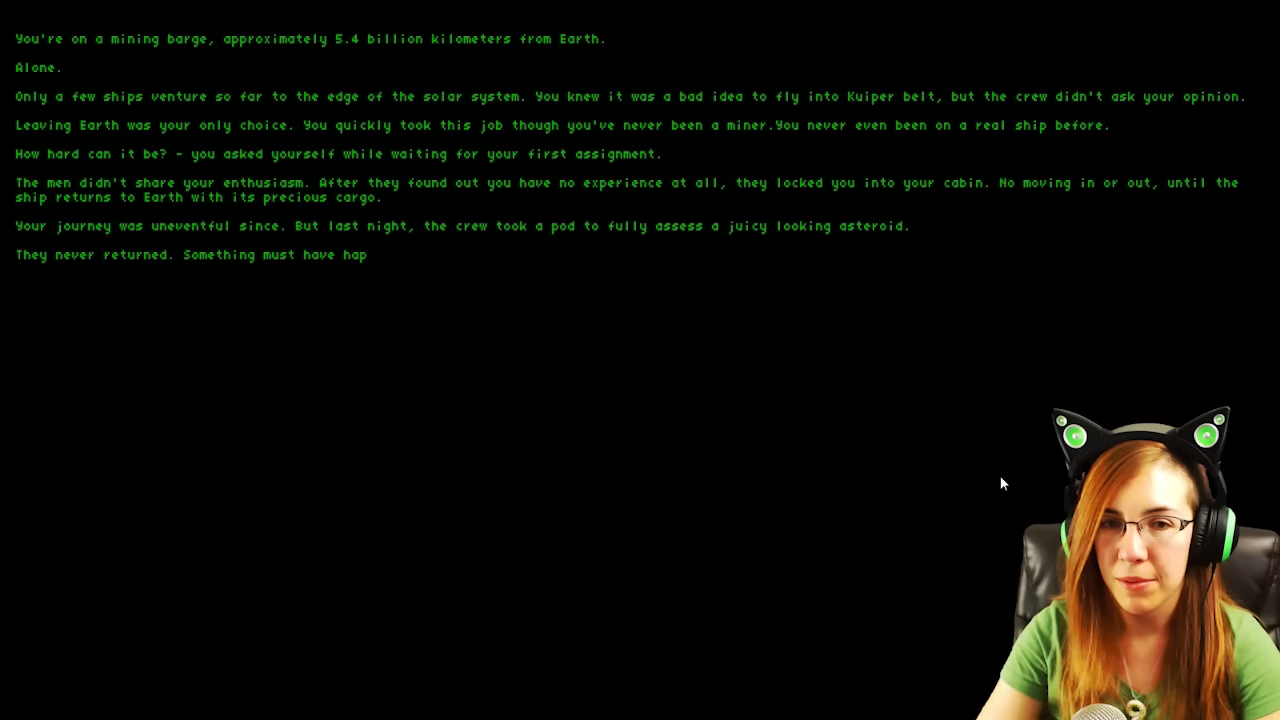 You're on a mining barge, approximately 5.4 billion kilometers from Earth.
Alone.
Only a few ships venture so far to the edge of the solar system. You knew it was a bad idea to fly into Kuiper belt, but the crew didn't ask your opinion.
Leaving Earth was your only choice. You quickly took this job though you've never been a miner.You never even been on a real ship before.
How hard can it be? - you asked yourself while waiting for your first assignment.
The men didn't share your enthusiasm. After they found out you have no experience at all, they locked you into your cabin. No moving in or out, until the
ship returns to Earth with its precious cargo.
Your journey was uneventful since. But last night, the crew took a pod to fully assess a juicy looking asteroid.
They never returned. Something must have hap